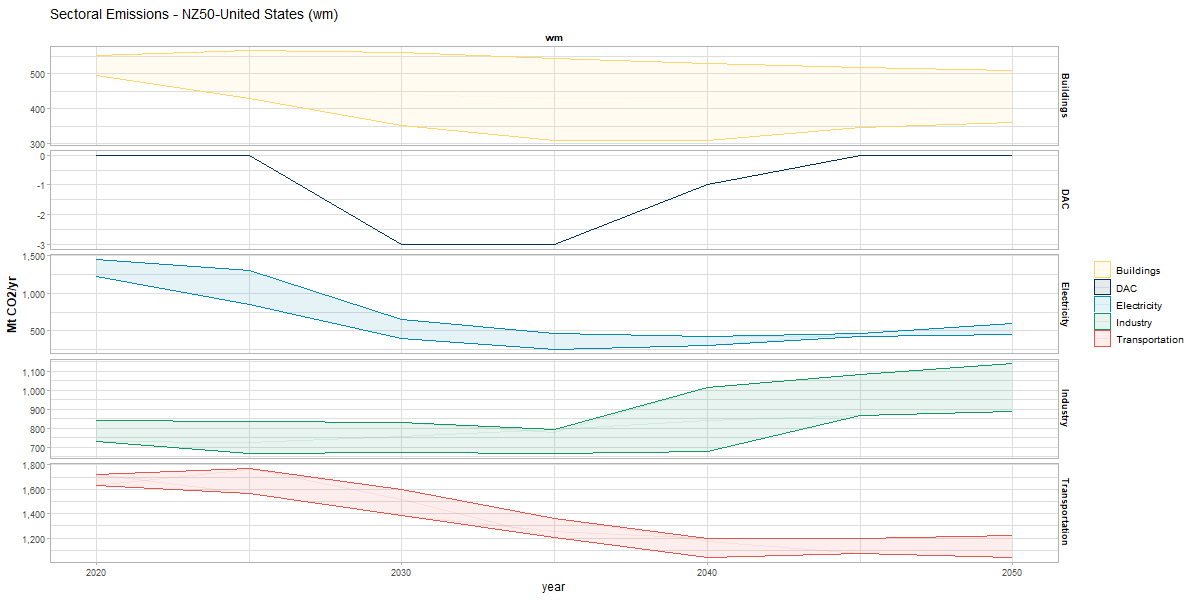 Sectoral Emissions - NZ50-United States (wm)
wm
500
400
300
Buildings
0
-1
-2
-3
DAC
1,500
1,000
500
Electricity
1,100
1,000
900
800
700
Industry
1,800
1,600
1,400
1,200
Transportation
Mt CO2/yr
2020
2030
2040
2050
year
Buildings
DAC
Electricity
Industry
Transportation